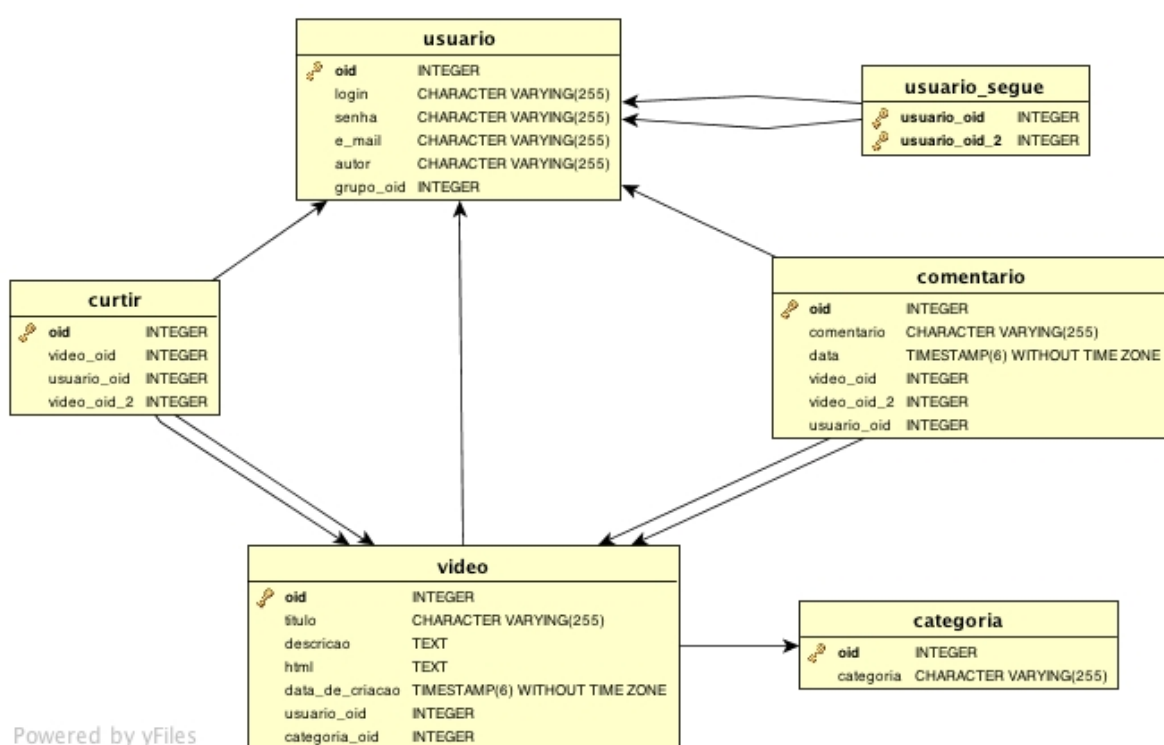 usuario
oid INTEGER
login CHARACTER VARYING(255)
senha CHARACTER VARYING(255)
e_mail CHARACTER VARYING(255)
autor CHARACTER VARYING(255)
grupo_oid INTEGER
usuario_segue
usuario_oid INTEGER
usuario_oid_2 INTEGER
curtir
oid INTEGER
video_oid INTEGER
usuario_oid INTEGER
video_oid_2 INTEGER
comentario
oid INTEGER
comentario CHARACTER VARYING(255)
data TIMESTAMP(6) WITHOUT TIME ZONE
video_oid INTEGER
video_oid_2 INTEGER
usuario_oid INTEGER
video
oid INTEGER
titulo CHARACTER VARYING(255)
descricao TEXT
html TEXT
data_de_criacao TIMESTAMP(6) WITHOUT TIME ZONE
usuario_oid INTEGER
categoria_oid INTEGER
categoria
oid INTEGER
categoria CHARACTER VARYING(255)
Powered by yFiles